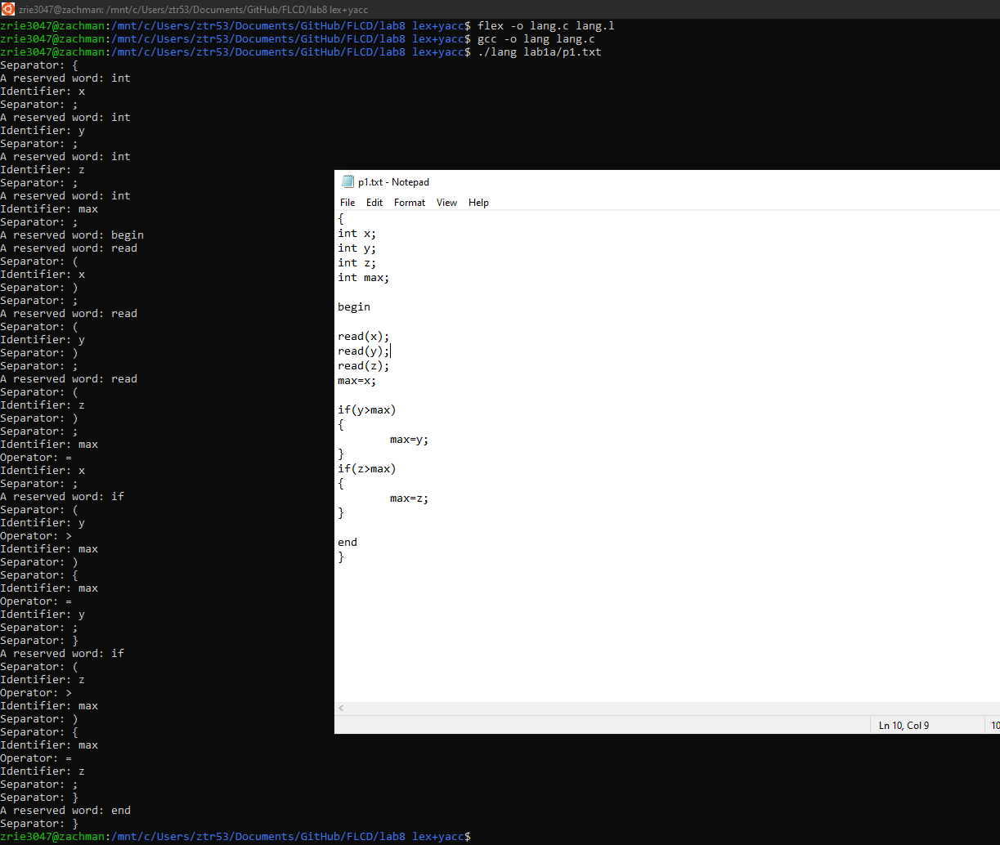 zrie3047@zachman: /mnt/c/Users/ztr53/Documents/GitHub/FLCD/lab8 lex+yacc
zrie3047@zachman:/mnt/c/Users/ztr53/Documents/GitHub/FLCD/lab8 lex+yacc$ flex -o lang.c lang.l
zrie3047@zachman:/mnt/c/Users/ztr53/Documents/GitHub/FLCD/lab8 lex+yacc$ gcc -o lang lang.c
zrie3047@zachman:/mnt/c/Users/ztr53/Documents/GitHub/FLCD/lab8 lex+yacc$ ./lang lab1a/p1.txt
Separator: {
A reserved word: int
Identifier: x
Separator: ;
A reserved word: int
Identifier: y
Separator: ;
A reserved word: int
Identifier: z
Separator: ;
A reserved word: int
Identifier: max
Separator: ;
A reserved word: begin
A reserved word: read
Separator: (
Identifier: x
Separator: )
Separator: ;
A reserved word: read
Separator: (
Identifier: y
Separator: )
Separator: ;
A reserved word: read
Separator: (
Identifier: z
Separator: )
Separator: ;
Identifier: max
Operator: =
Identifier: x
Separator: ;
A reserved word: if
Separator: (
Identifier: y
Operator: >
Identifier: max
Separator: )
Separator: {
Identifier: max
Operator: =
Identifier: y
Separator: ;
Separator: }
A reserved word: if
Separator: (
Identifier: z
Operator: >
Identifier: max
Separator: )
Separator: {
Identifier: max
Operator: =
Identifier: z
Separator: ;
Separator: }
A reserved word: end
Separator: }
zrie3047@zachman:/mnt/c/Users/ztr53/Documents/GitHub/FLCD/lab8 lex+yacc$
p1.txt - Notepad
File Edit Format View Help
{
int x;
int y;
int z;
int max;
begin
read(x);
read(y);
read(z);
max=x;
if(y>max)
{
max=y;
}
if(z>max)
{
max=z;
}
end
}
Ln 10, Col 9
10